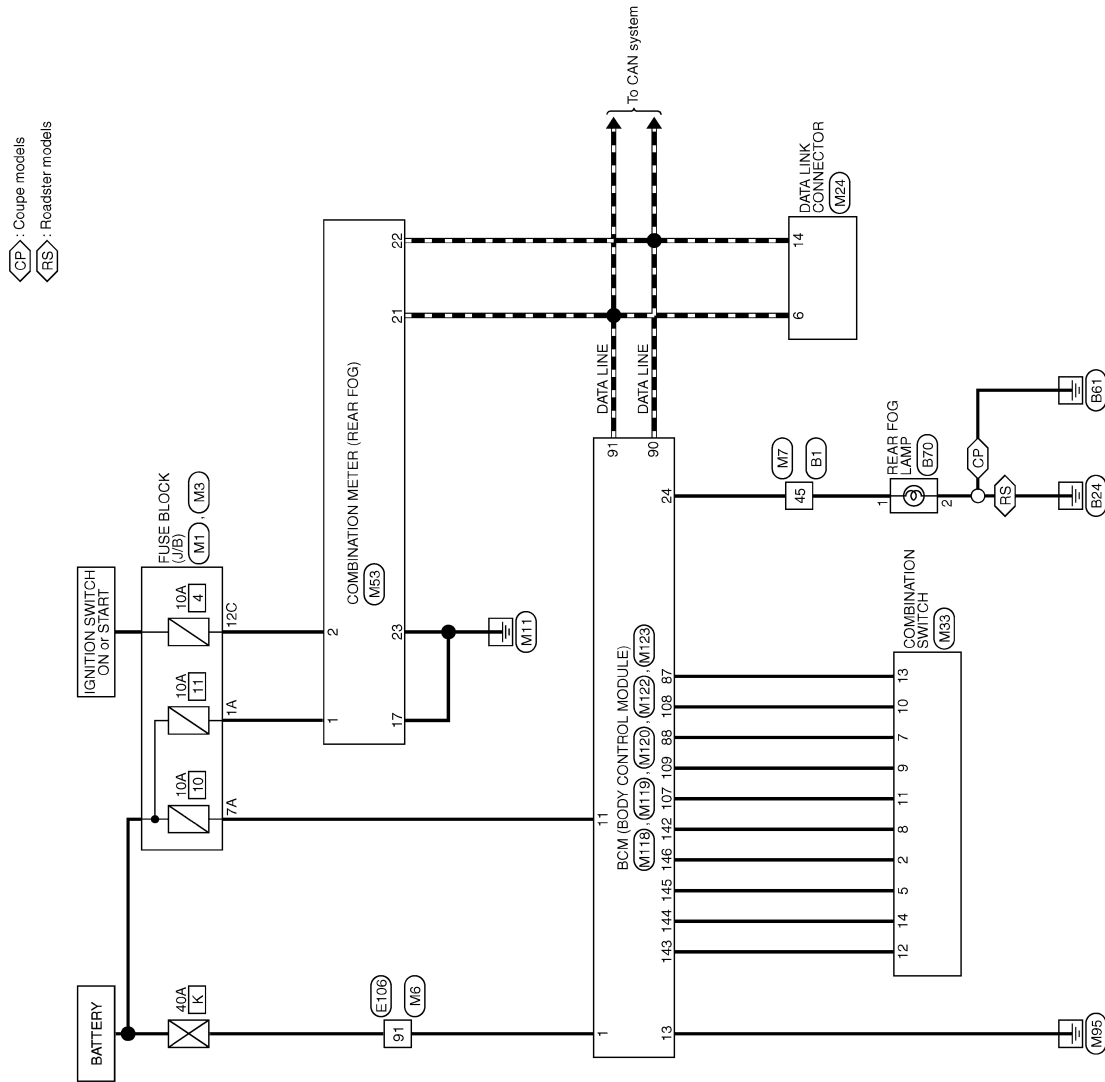 CP : Coupe models
RS : Roadster models
IGNITION SWITCH
ON or START
BATTERY
FUSE BLOCK
(J/B)
M1 , M3
40A
K
10A
10
10A
11
10A
4
7A
1A
12C
E106
91
M6
1
2
COMBINATION METER (REAR FOG)
M53
17
23
21
22
M11
To CAN system
DATA LINE
DATA LINE
DATA LINK
CONNECTOR
M24
6
14
1
11
91
90
BCM (BODY CONTROL MODULE)
M118 , M119 , M120 , M122 , M123
13
143
144
145
146
142
107
109
88
108
87
24
12
14
5
2
8
11
9
7
10
13
COMBINATION
SWITCH
M33
M7
45
B1
REAR FOG
LAMP
B70
1
2
CP
RS
M95
B24
B61